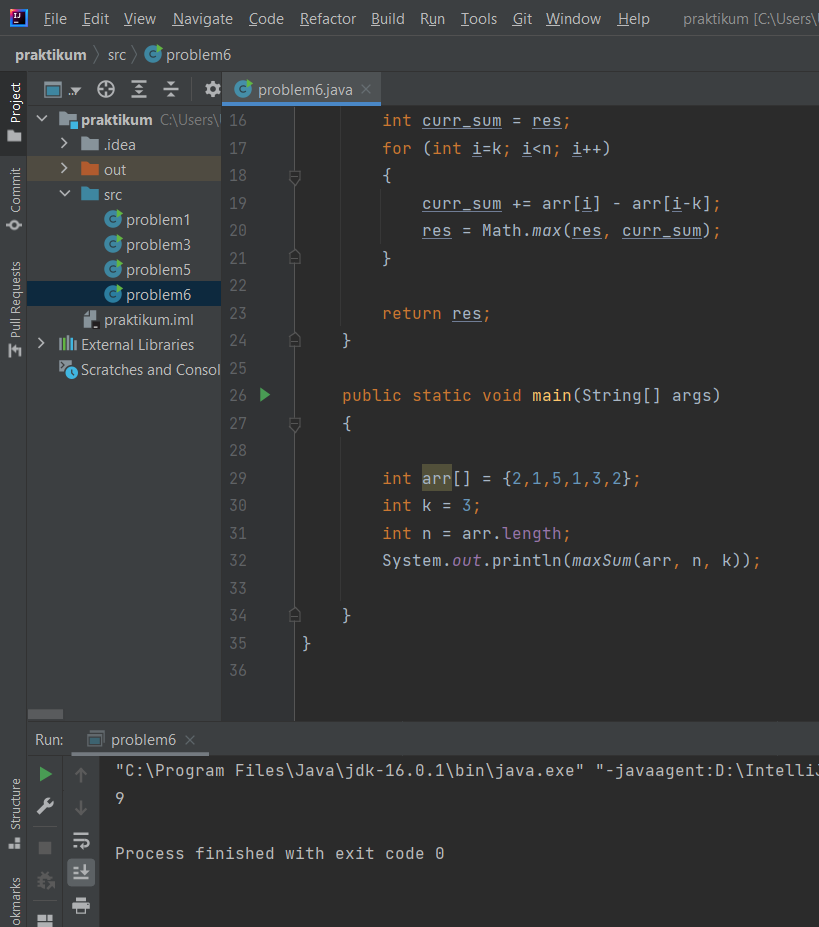 File Edit View Navigate Code Refactor Build Run Tools Git Window Help praktikum [C:\Users\
praktikum src problem6
Project
Commit
Pull Requests
praktikum C:\Users\
.idea
out
src
problem1
problem3
problem5
problem6
praktikum.iml
External Libraries
Scratches and Consol
problem6.java
16 int curr_sum = res;
17 for (int i=k; i<n; i++)
18 {
19 curr_sum += arr[i] - arr[i-k];
20 res = Math.max(res, curr_sum);
21 }
22
23 return res;
24 }
25
26 public static void main(String[] args)
27 {
28
29 int arr[] = {2,1,5,1,3,2};
30 int k = 3;
31 int n = arr.length;
32 System.out.println(maxSum(arr, n, k));
33
34 }
35 }
36
Run: problem6
Structure
okmarks
"C:\Program Files\Java\jdk-16.0.1\bin\java.exe" "-javaagent:D:\IntelliJ
9
Process finished with exit code 0